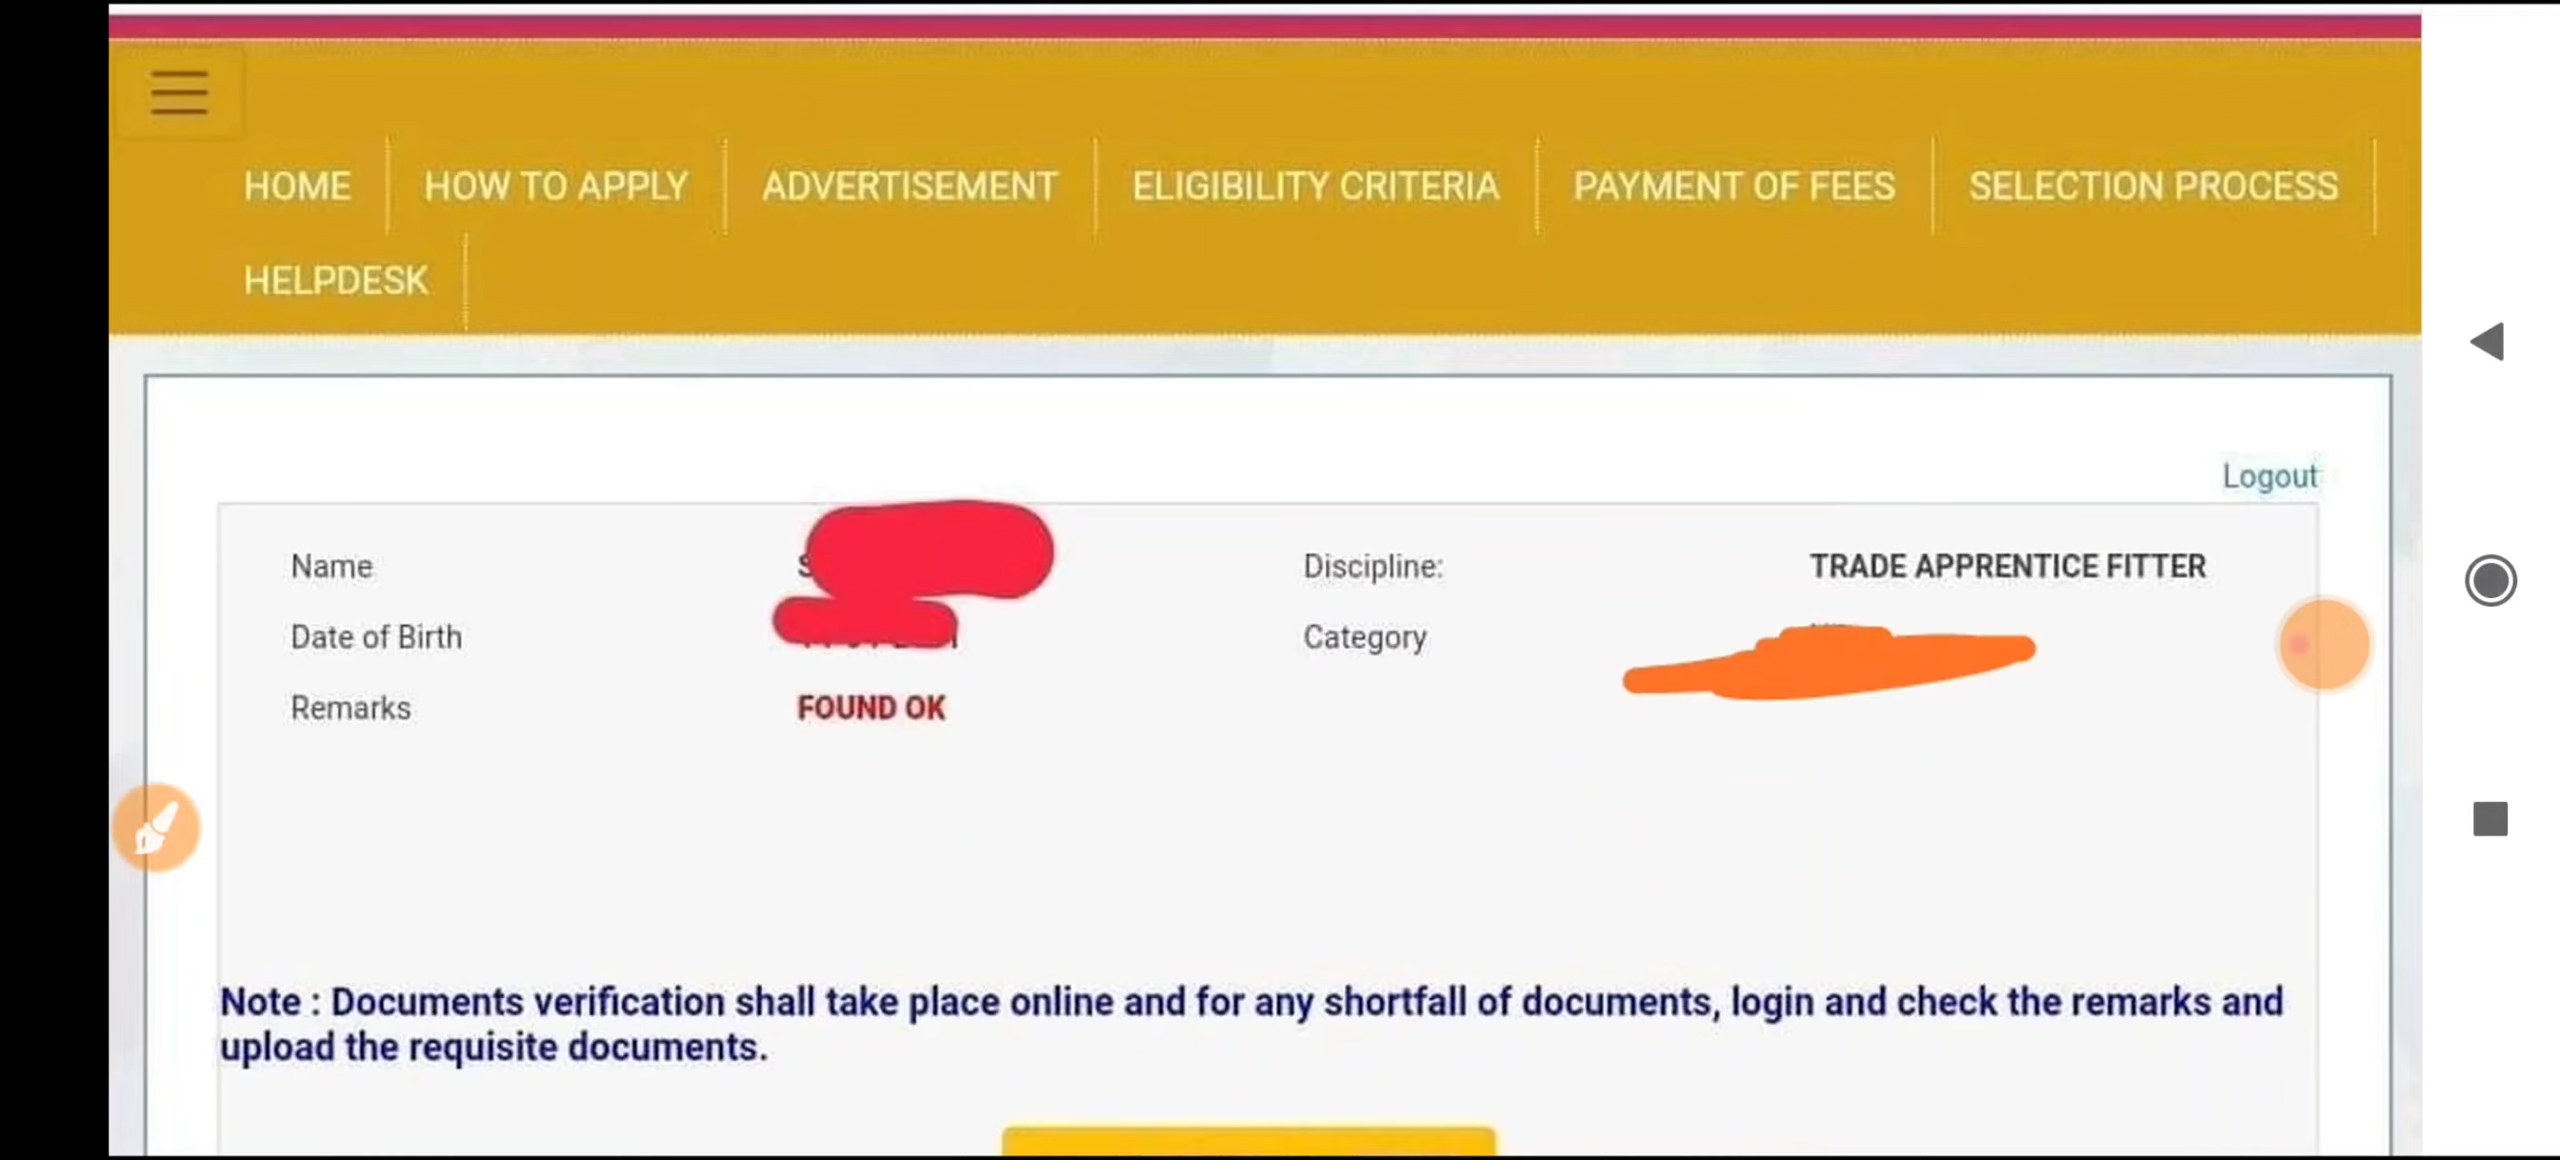 HOME HOW TO APPLY ADVERTISEMENT ELIGIBILITY CRITERIA PAYMENT OF FEES SELECTION PROCESS
HELPDESK
Logout
Name Discipline: TRADE APPRENTICE FITTER
Date of Birth Category
Remarks FOUND OK
Note : Documents verification shall take place online and for any shortfall of documents, login and check the remarks and
upload the requisite documents.